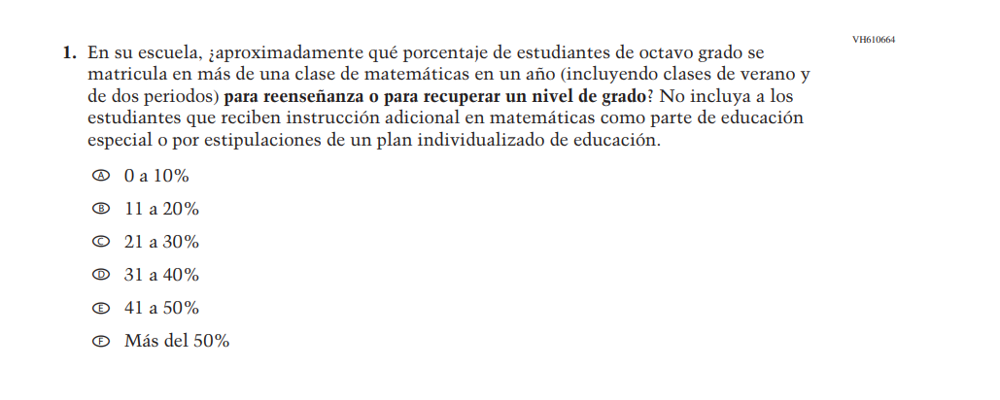 VH610664
1. En su escuela, ¿aproximadamente qué porcentaje de estudiantes de octavo grado se
matricula en más de una clase de matemáticas en un año (incluyendo clases de verano y
de dos periodos) para reenseñanza o para recuperar un nivel de grado? No incluya a los
estudiantes que reciben instrucción adicional en matemáticas como parte de educación
especial o por estipulaciones de un plan individualizado de educación.
A 0 a 10%
B 11 a 20%
C 21 a 30%
D 31 a 40%
E 41 a 50%
F Más del 50%